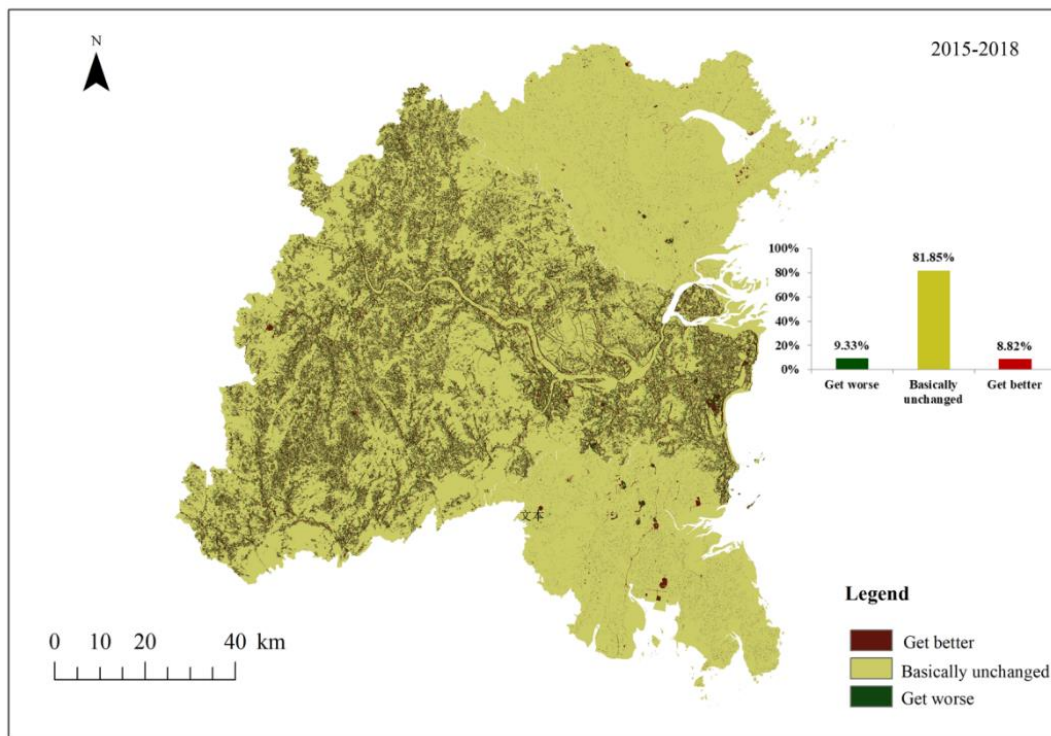 N
2015-2018
100%
80%
60%
40%
20%
0%
9.33%
81.85%
8.82%
Get worse
Basically
unchanged
Get better
文本
Legend
Get better
Basically unchanged
Get worse
0 10 20 40 km